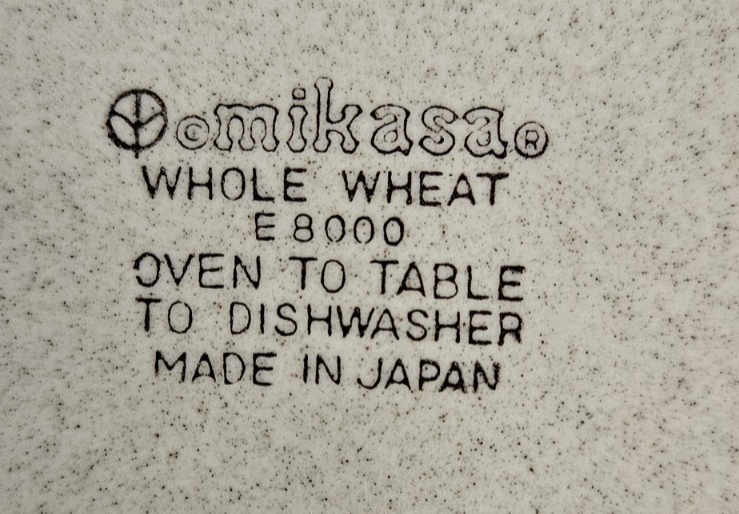 ©mikasa®
WHOLE WHEAT
E 8000
OVEN TO TABLE
TO DISHWASHER
MADE IN JAPAN